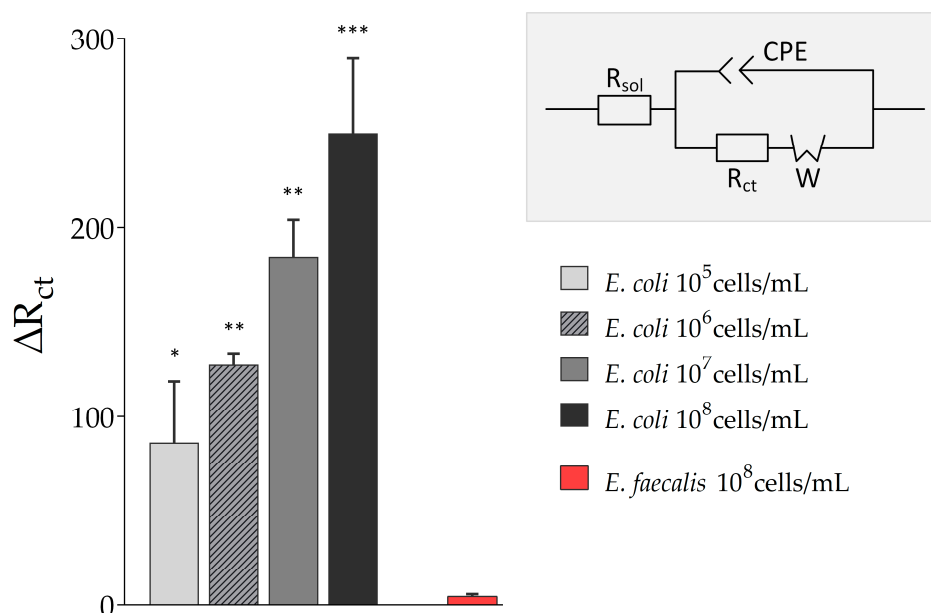 300
200
100
0
ΔRct
*
**
**
***
Rsol
CPE
Rct
W
E. coli 10⁵cells/mL
E. coli 10⁶cells/mL
E. coli 10⁷cells/mL
E. coli 10⁸cells/mL
E. faecalis 10⁸cells/mL